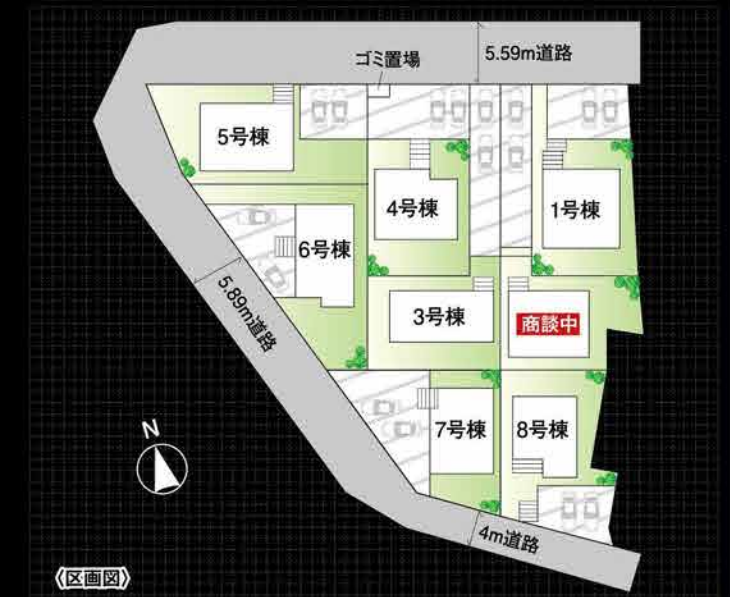 5.59m道路
ゴミ置場
5号棟
4号棟
1号棟
6号棟
5.89m道路
3号棟
商談中
7号棟
8号棟
N
4m道路
〈区画図〉